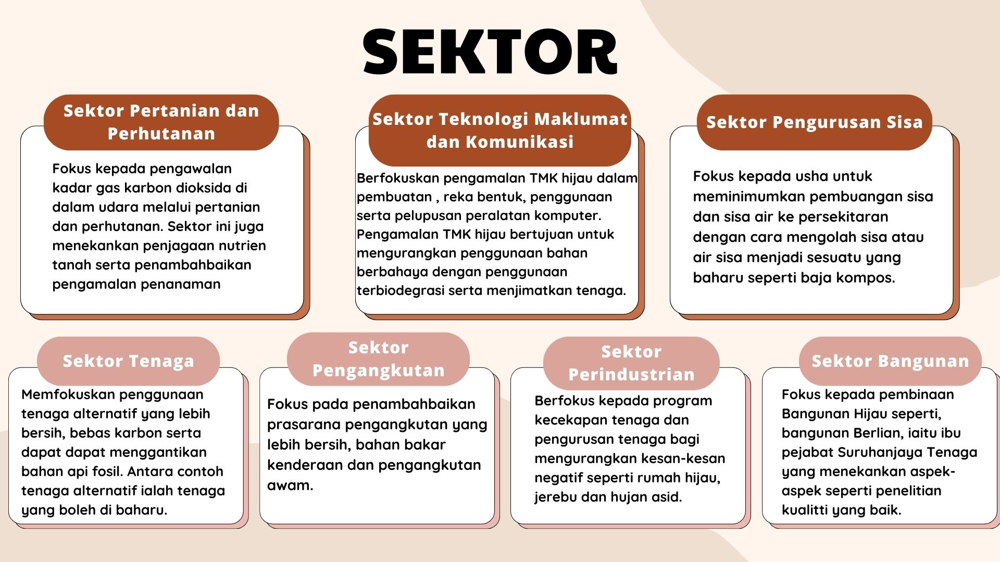 SEKTOR
Sektor Pertanian dan
Perhutanan
Fokus kepada pengawalan
kadar gas karbon dioksida di
dalam udara melalui pertanian
dan perhutanan. Sektor ini juga
menekankan penjagaan nutrien
tanah serta penambahbaikan
pengamalan penanaman
Sektor Teknologi Maklumat
dan Komunikasi
Berfokuskan pengamalan TMK hijau dalam
pembuatan , reka bentuk, penggunaan
serta pelupusan peralatan komputer.
Pengamalan TMK hijau bertujuan untuk
mengurangkan penggunaan bahan
berbahaya dengan penggunaan
terbiodegrasi serta menjimatkan tenaga.
Sektor Pengurusan Sisa
Fokus kepada usha untuk
meminimumkan pembuangan sisa
dan sisa air ke persekitaran
dengan cara mengolah sisa atau
air sisa menjadi sesuatu yang
baharu seperti baja kompos.
Sektor Tenaga
Memfokuskan penggunaan
tenaga alternatif yang lebih
bersih, bebas karbon serta
dapat dapat menggantikan
bahan api fosil. Antara contoh
tenaga alternatif ialah tenaga
yang boleh di baharu.
Sektor
Pengangkutan
Fokus pada penambahbaikan
prasarana pengangkutan yang
lebih bersih, bahan bakar
kenderaan dan pengangkutan
awam.
Sektor
Perindustrian
Berfokus kepada program
kecekapan tenaga dan
pengurusan tenaga bagi
mengurangkan kesan-kesan
negatif seperti rumah hijau,
jerebu dan hujan asid.
Sektor Bangunan
Fokus kepada pembinaan
Bangunan Hijau seperti,
bangunan Berlian, iaitu ibu
pejabat Suruhanjaya Tenaga
yang menekankan aspek-
aspek seperti penelitian
kualitti yang baik.